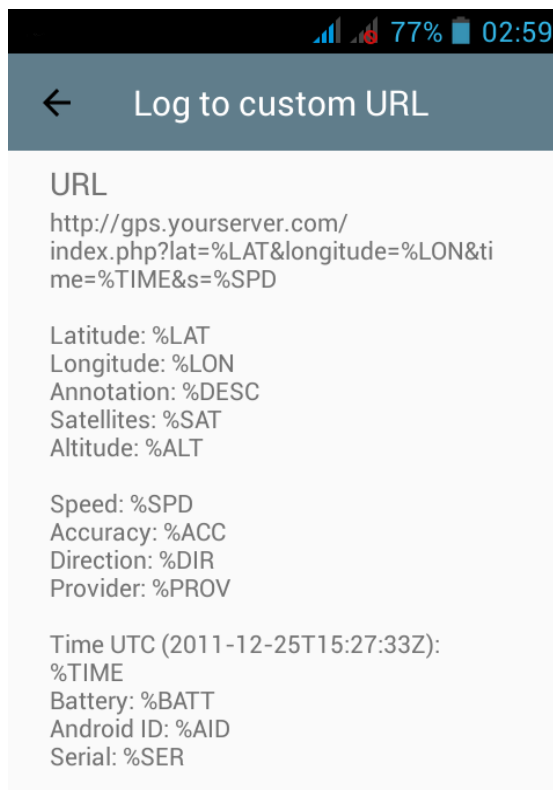 77% 02:59
Log to custom URL
URL
http://gps.yourserver.com/
index.php?lat=%LAT&longitude=%LON&ti
me=%TIME&s=%SPD
Latitude: %LAT
Longitude: %LON
Annotation: %DESC
Satellites: %SAT
Altitude: %ALT
Speed: %SPD
Accuracy: %ACC
Direction: %DIR
Provider: %PROV
Time UTC (2011-12-25T15:27:33Z):
%TIME
Battery: %BATT
Android ID: %AID
Serial: %SER